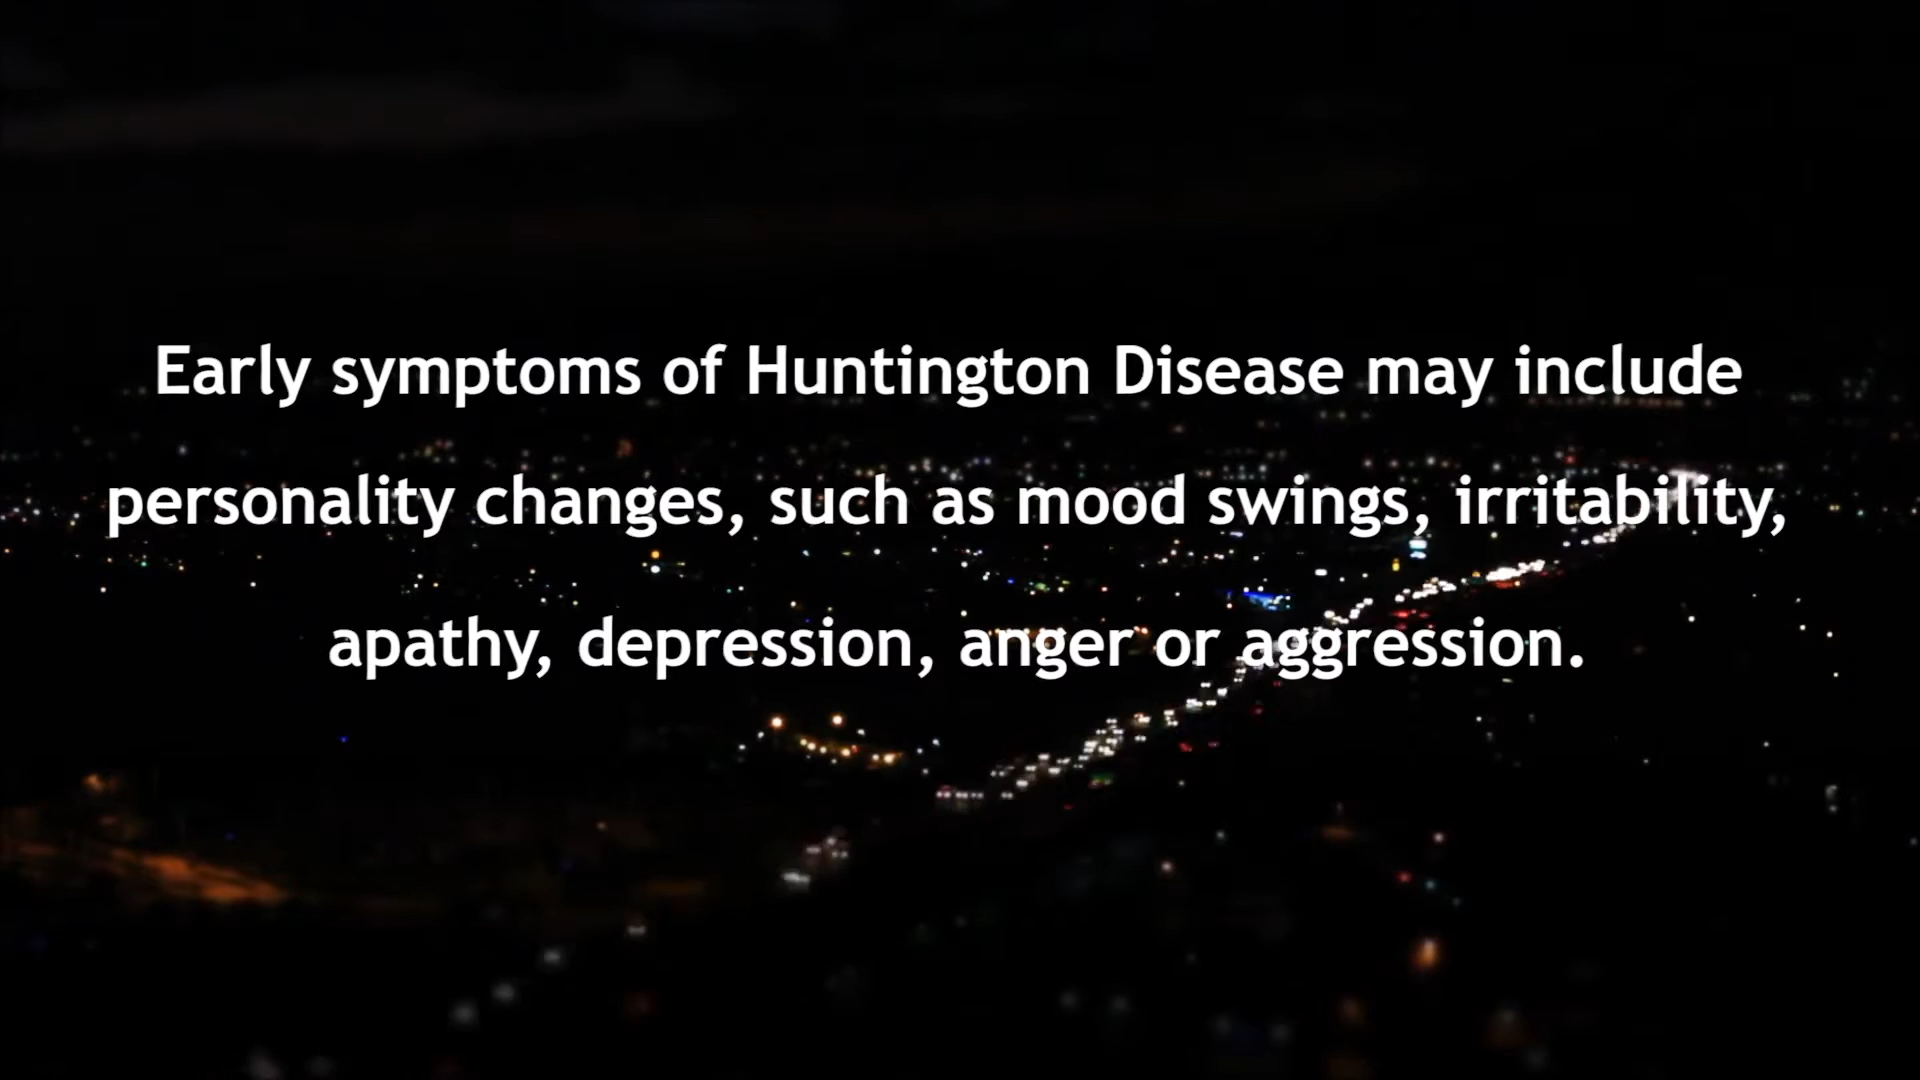 Early symptoms of Huntington Disease may include
personality changes, such as mood swings, irritability,
apathy, depression, anger or aggression.